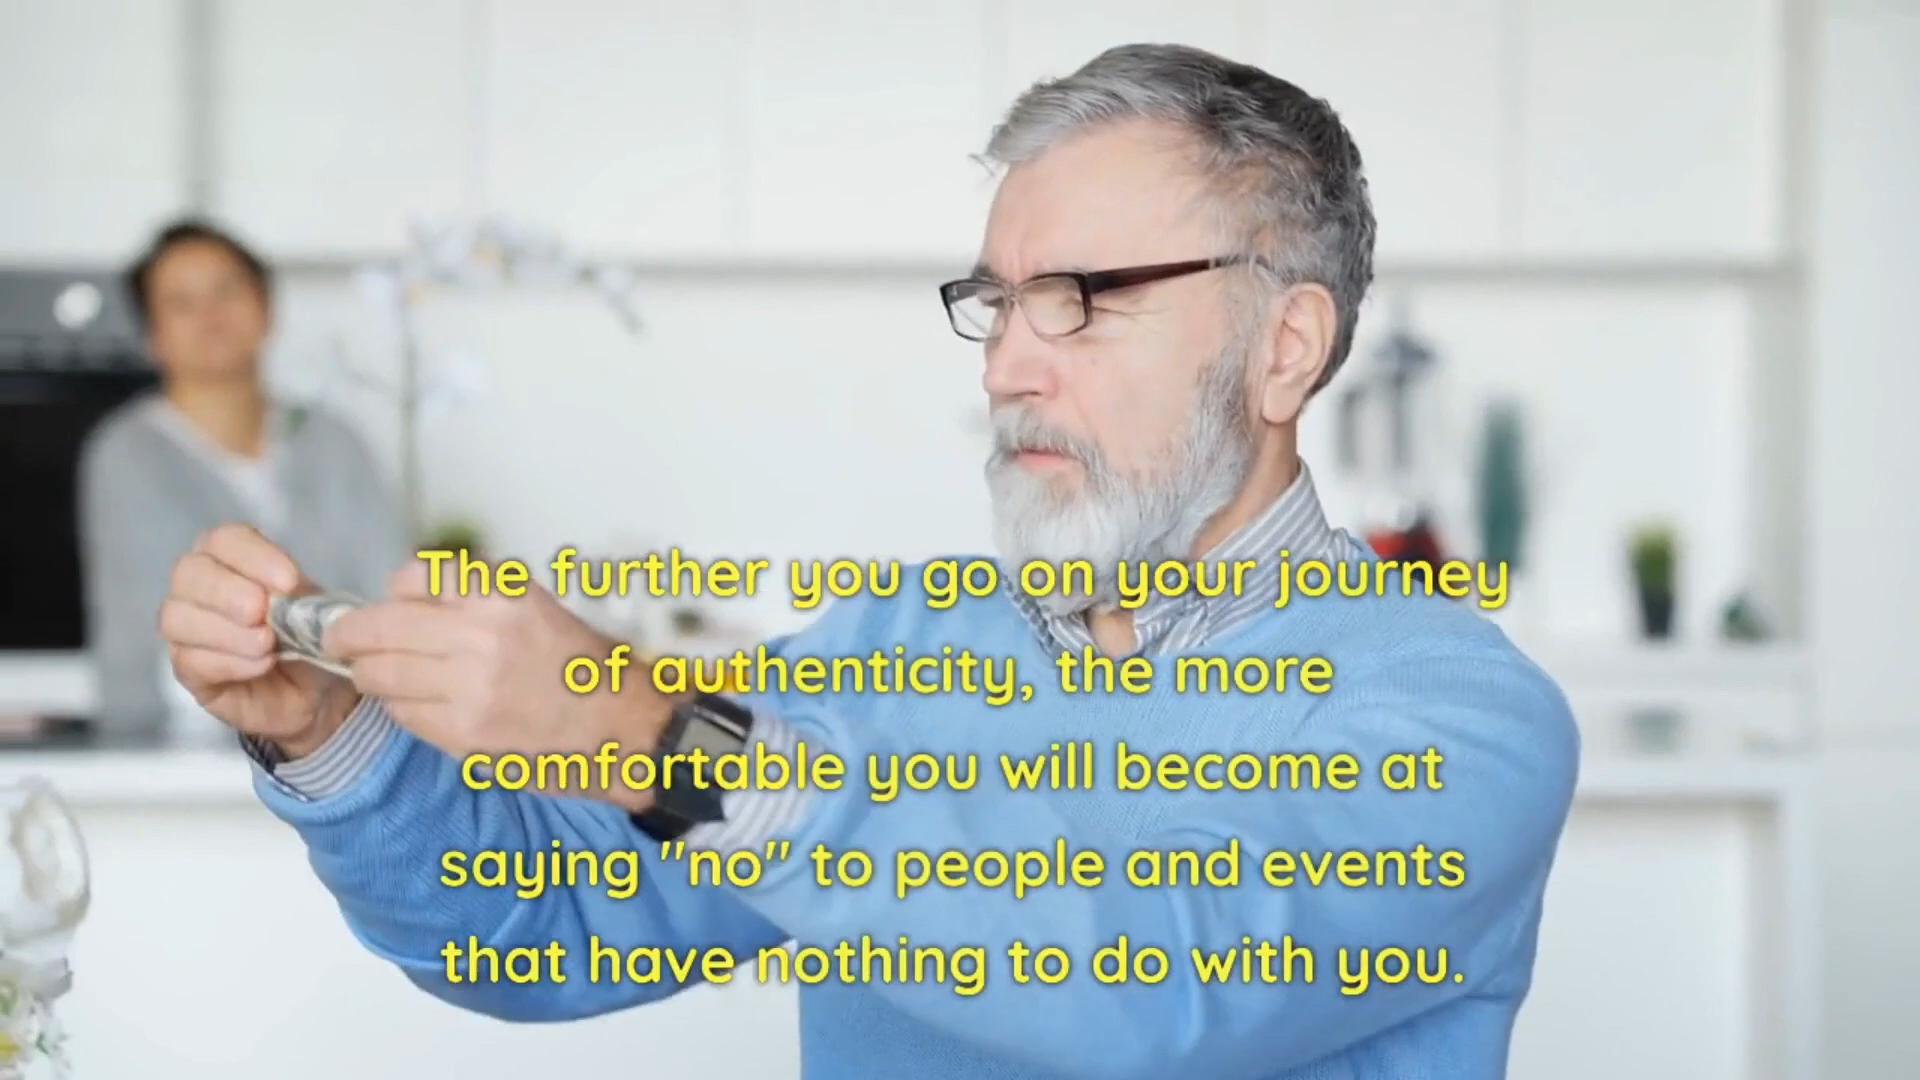 The further you go on your journey
of authenticity, the more
comfortable you will become at
saying "no" to people and events
that have nothing to do with you.